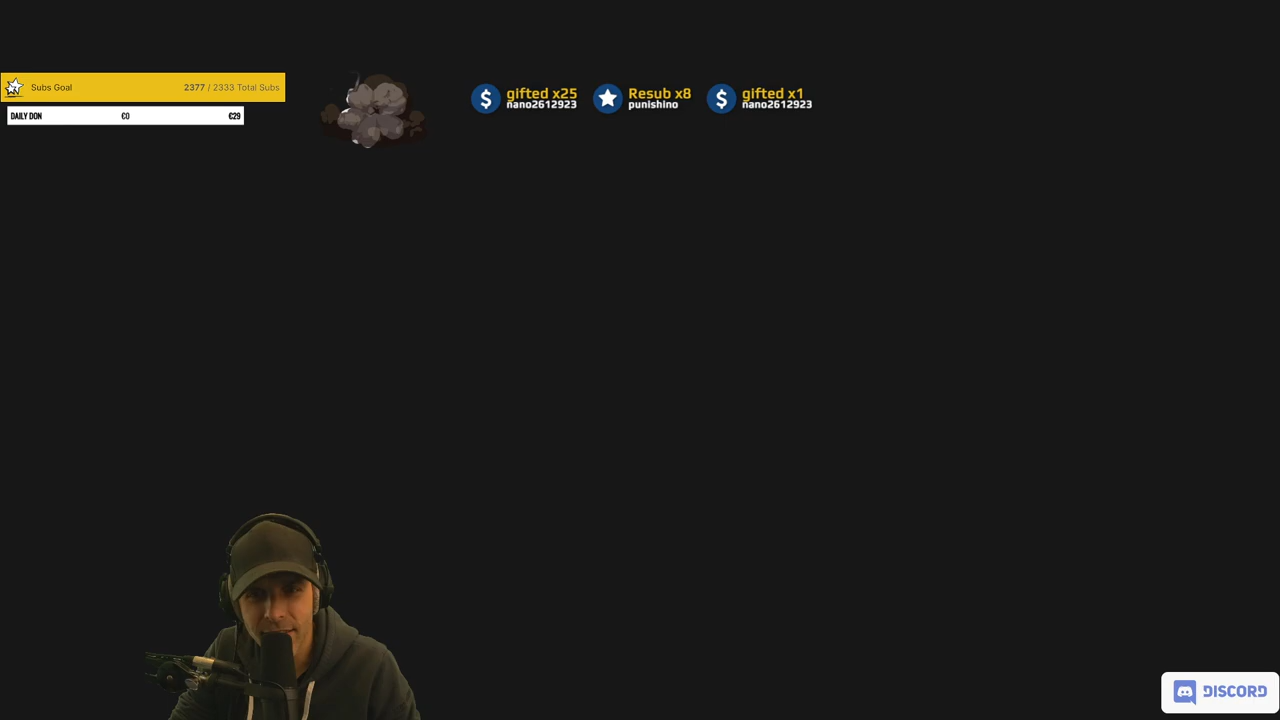 Subs Goal 2377 / 2333 Total Subs
DAILY DON €0 €29
gifted x25
nano2612923
Resub x8
punishino
gifted x1
nano2612923
DISCORD